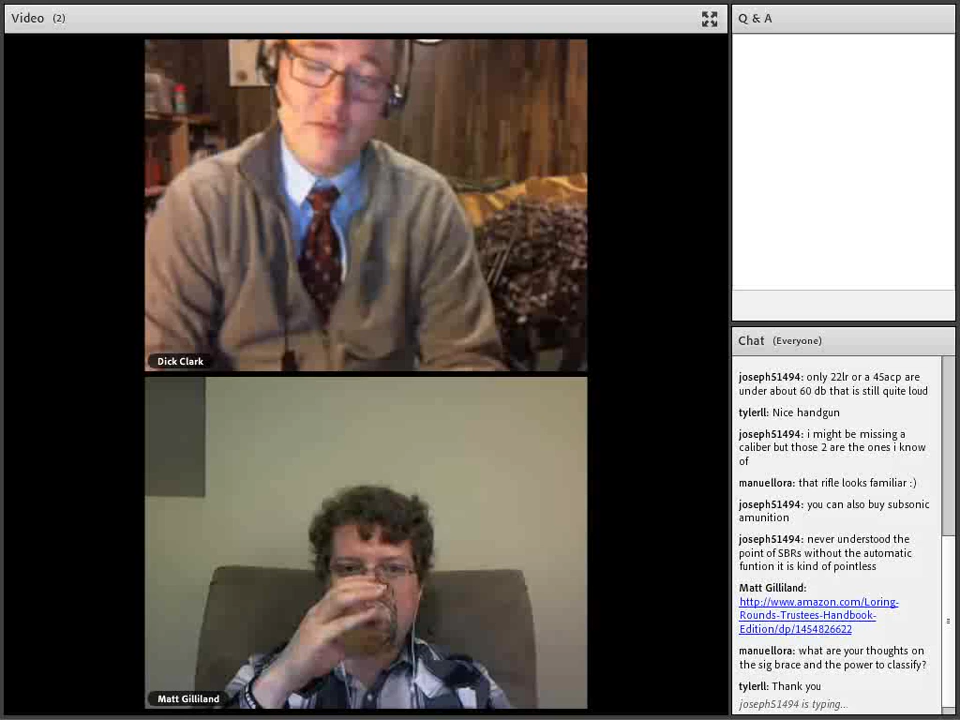 Video (2)
Dick Clark
Matt Gilliland
Q & A
Chat (Everyone)
joseph51494: only 22lr or a 45acp are
under about 60 db that is still quite loud
tylerll: Nice handgun
joseph51494: i might be missing a
caliber but those 2 are the ones i know
of
manuellora: that rifle looks familiar :)
joseph51494: you can also buy subsonic
amunition
joseph51494: never understood the
point of SBRs without the automatic
funtion it is kind of pointless
Matt Gilliland:
http://www.amazon.com/Loring-
Rounds-Trustees-Handbook-
Edition/dp/1454826622
manuellora: what are your thoughts on
the sig brace and the power to classify?
tylerll: Thank you
joseph51494 is typing...